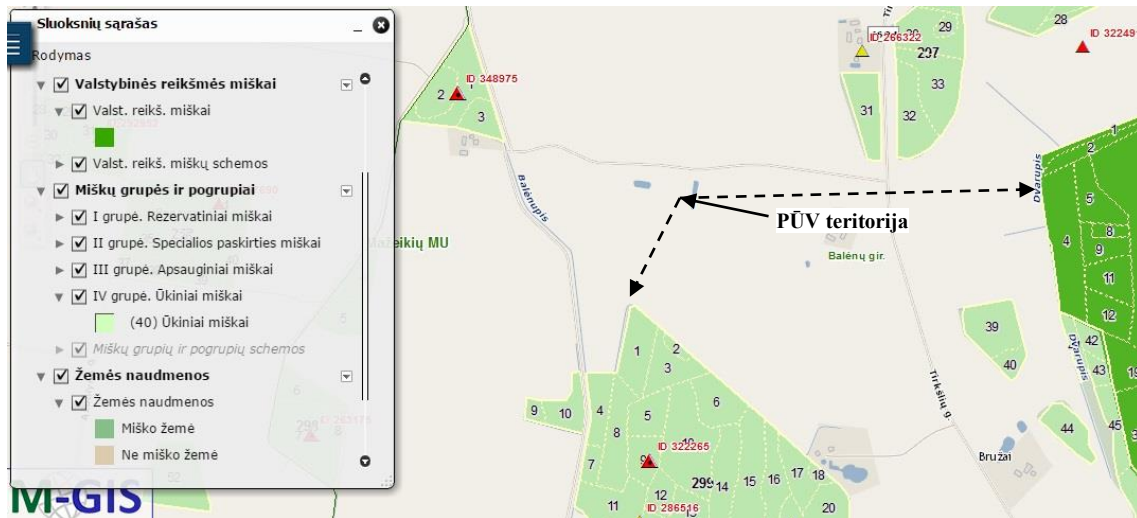 Sluoksnių sąrašas
Rodymas
Valstybinės reikšmės miškai
Valst. reikš. miškai
Valst. reikš. miškų schemos
Miškų grupės ir pogrupiai
I grupė. Rezervatiniai miškai
II grupė. Specialios paskirties miškai
III grupė. Apsauginiai miškai
IV grupė. Ūkiniai miškai
(40) Ūkiniai miškai
Miškų grupių ir pogrupių schemos
Žemės naudmenos
Žemės naudmenos
Miško žemė
Ne miško žemė
M-GIS
52
ID 348975
2
3
Balėnupis
Mažeikių MU
ID 266322
29
297
33
31
32
28
ID 32249
1
2
Dvarupis
5
8
4
9
11
12
PŪV teritorija
Balėnų gir.
Tirkšlių g.
39
40
42
43
Dvarupis
19
44
45
3
Bružai
1
2
3
9
10
4
5
6
8
ID 322265
7
299
14
15
16
17
18
12
ID 286516
11
20